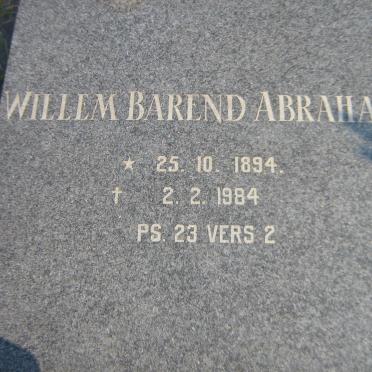 WILLEM BAREND ABRAHA
★ 25. 10. 1894.
† 2. 2. 1984
PS. 23 VERS 2